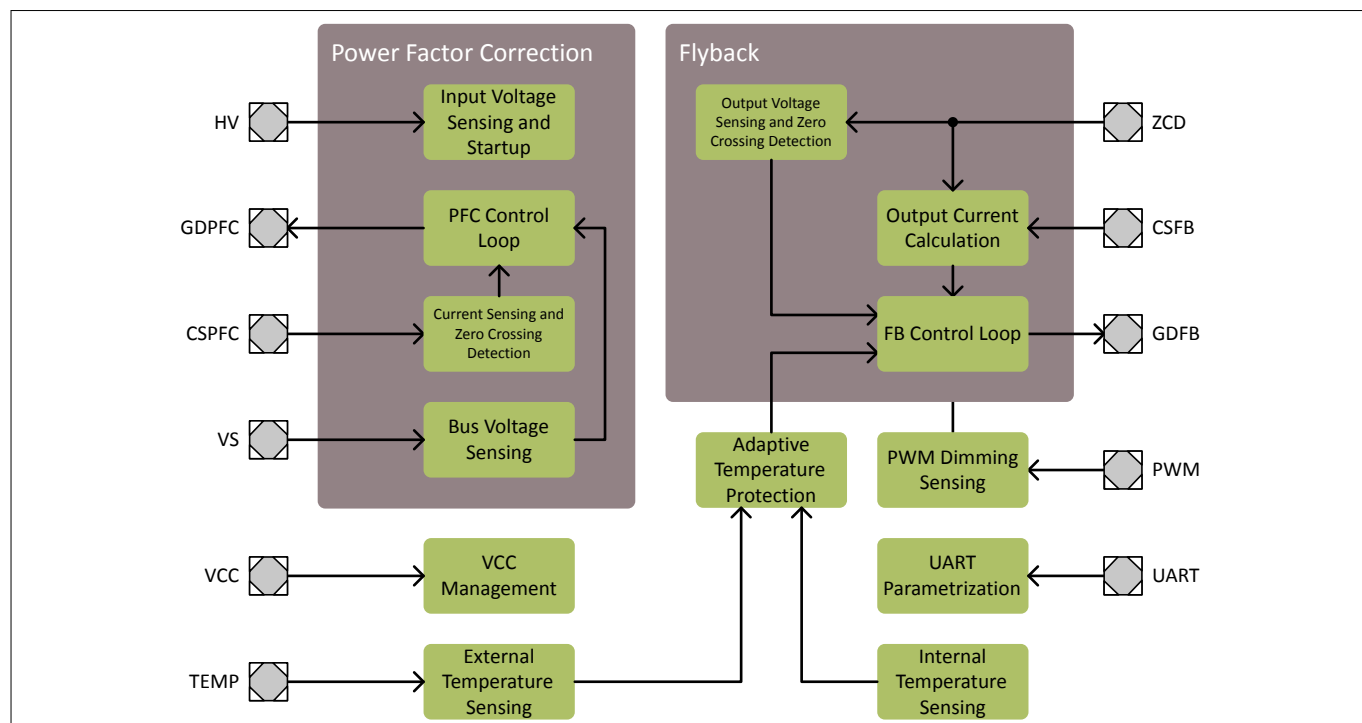 Power Factor Correction
Flyback
HV
Input Voltage
Sensing and
Startup
Output Voltage
Sensing and Zero
Crossing Detection
ZCD
GDPFC
PFC Control
Loop
Output Current
Calculation
CSFB
CSPFC
Current Sensing and
Zero Crossing
Detection
FB Control Loop
GDFB
VS
Bus Voltage
Sensing
Adaptive
Temperature
Protection
PWM Dimming
Sensing
PWM
VCC
VCC
Management
UART
Parametrization
UART
TEMP
External
Temperature
Sensing
Internal
Temperature
Sensing